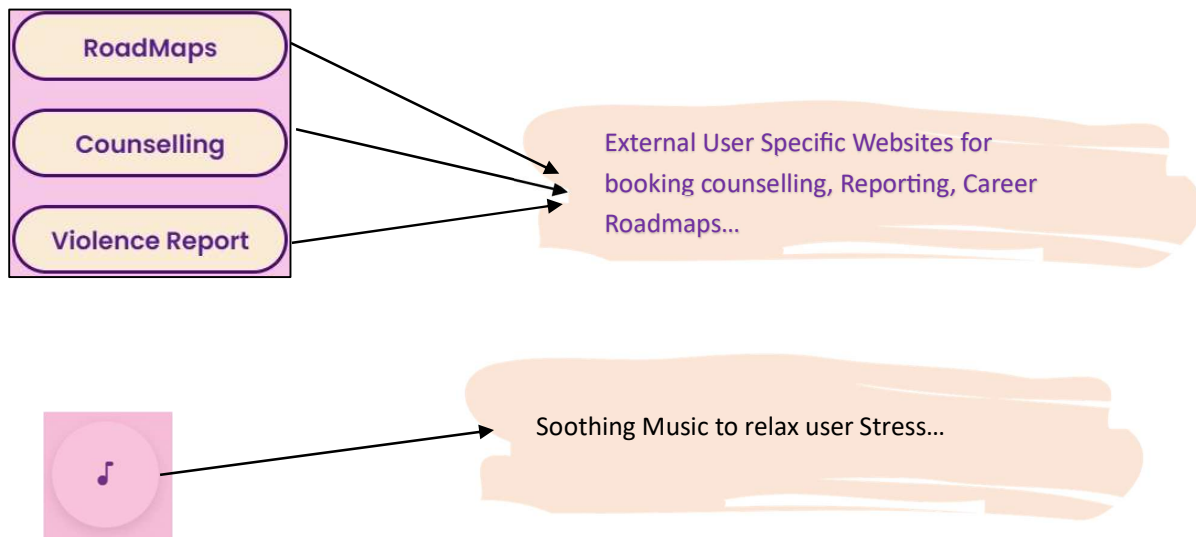 RoadMaps
Counselling
Violence Report
External User Specific Websites for
booking counselling, Reporting, Career
Roadmaps...
Soothing Music to relax user Stress...